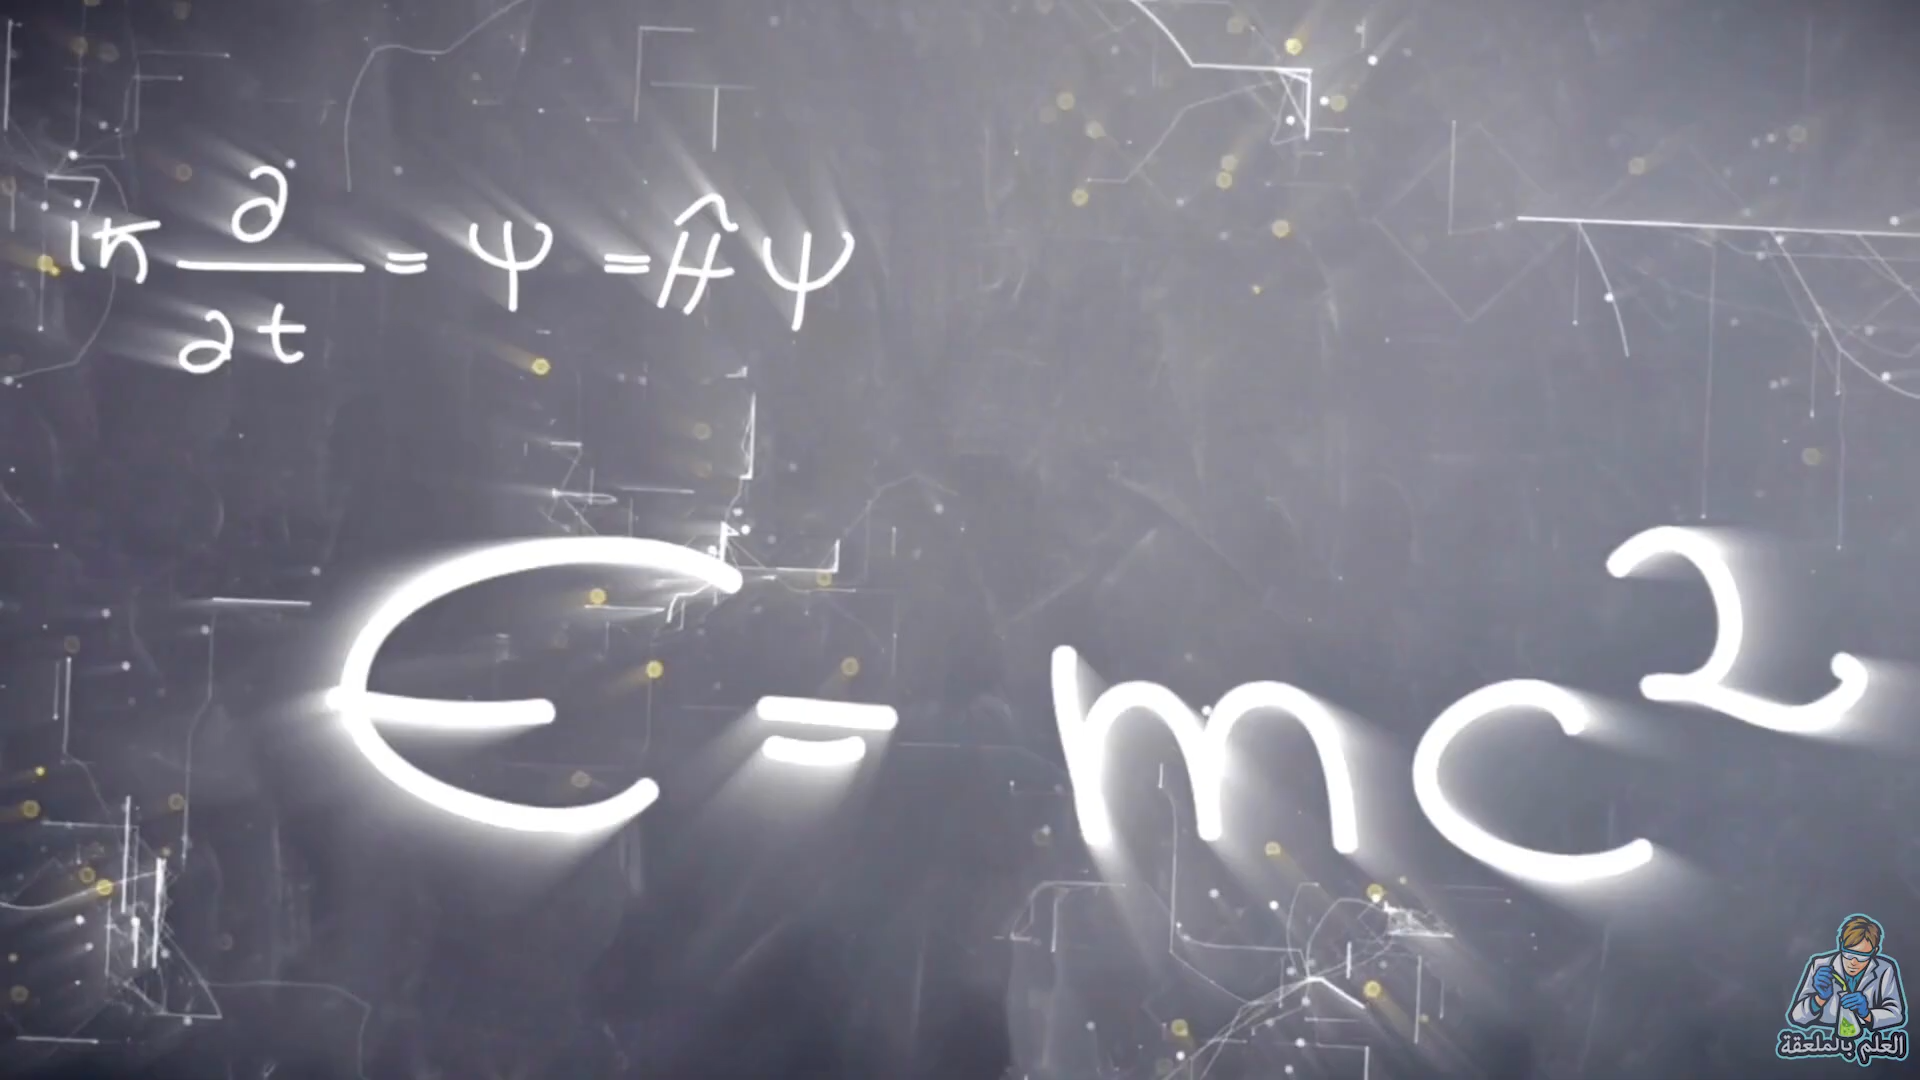 iħ ∂/∂t = ψ = Ĥ ψ
E = mc²
العلم بالملعقة